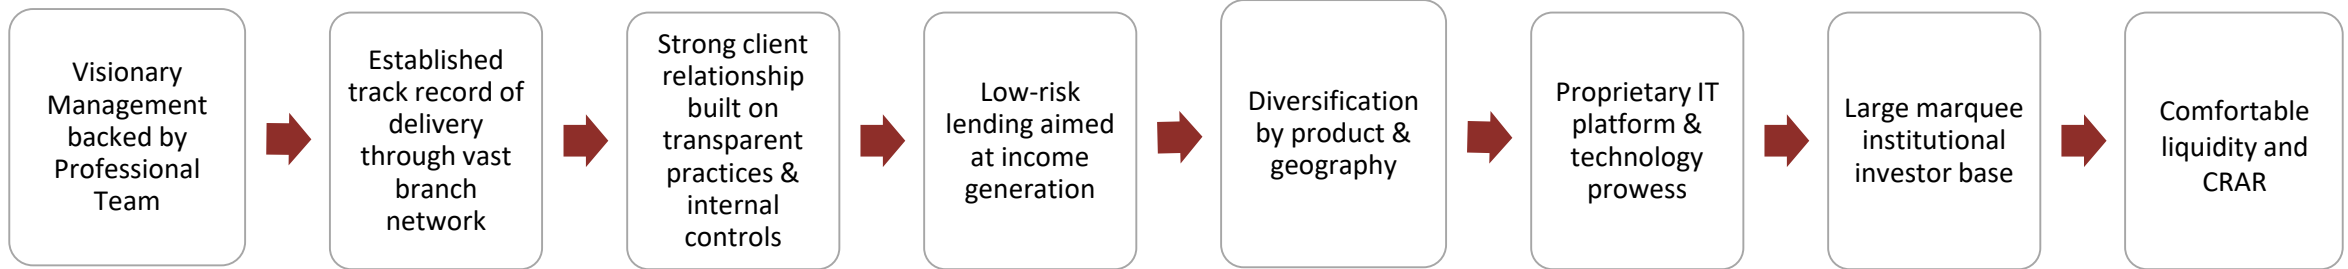 Visionary
Management
backed by
Professional
Team
Established
track record of
delivery
through vast
branch
network
Strong client
relationship
built on
transparent
practices &
internal
controls
Low-risk
lending aimed
at income
generation
Diversification
by product &
geography
Proprietary IT
platform &
technology
prowess
Large marquee
institutional
investor base
Comfortable
liquidity and
CRAR